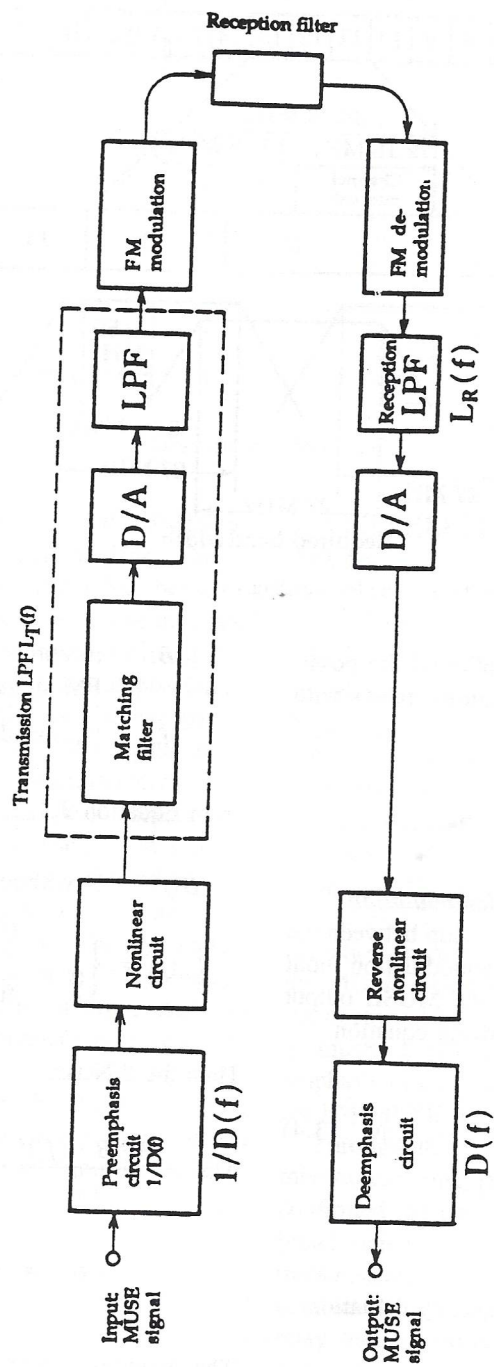 Input:
MUSE
signal
Preemphasis
circuit
1/D(f)
1/D(f)
Nonlinear
circuit
Transmission LPF L_T(f)
Matching
filter
D/A
LPF
FM
modulation
Reception filter
FM de-
modulation
Reception
LPF
L_R(f)
D/A
Reverse
nonlinear
circuit
Deemphasis
circuit
D(f)
Output:
MUSE
signal